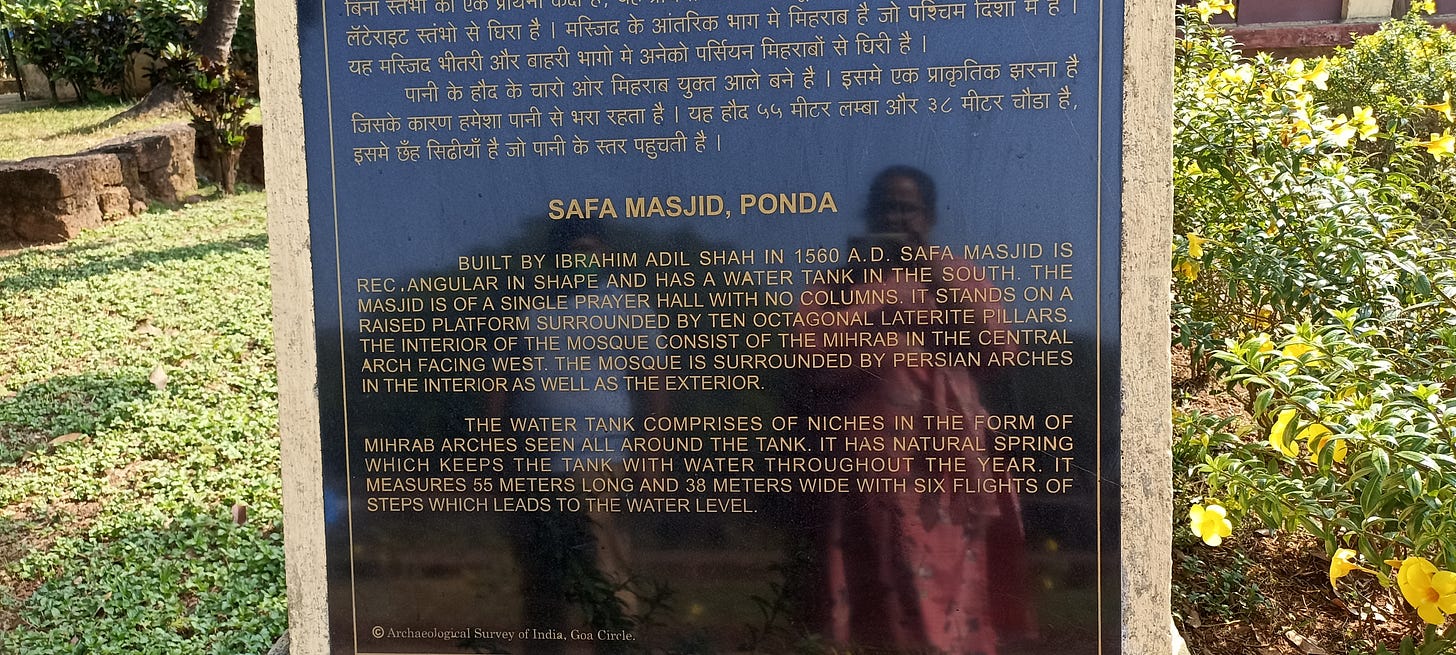 बिना स्तंभो की एक प्रार्थना कक्ष है,
लॅटेराइट स्तंभो से घिरा है । मस्जिद के आंतरिक भाग मे मिहराब है जो पश्चिम दिशा मे है ।
यह मस्जिद भीतरी और बाहरी भागो मे अनेको पर्सियन मिहराबों से घिरी है ।
पानी के हौद के चारो ओर मिहराब युक्त आले बने है । इसमे एक प्राकृतिक झरना है
जिसके कारण हमेशा पानी से भरा रहता है । यह हौद ५५ मीटर लम्बा और ३८ मीटर चौडा है,
इसमे छँह सिढीयाँ है जो पानी के स्तर पहुचती है ।
SAFA MASJID, PONDA
BUILT BY IBRAHIM ADIL SHAH IN 1560 A.D. SAFA MASJID IS
REC.ANGULAR IN SHAPE AND HAS A WATER TANK IN THE SOUTH. THE
MASJID IS OF A SINGLE PRAYER HALL WITH NO COLUMNS. IT STANDS ON A
RAISED PLATFORM SURROUNDED BY TEN OCTAGONAL LATERITE PILLARS.
THE INTERIOR OF THE MOSQUE CONSIST OF THE MIHRAB IN THE CENTRAL
ARCH FACING WEST. THE MOSQUE IS SURROUNDED BY PERSIAN ARCHES
IN THE INTERIOR AS WELL AS THE EXTERIOR.
THE WATER TANK COMPRISES OF NICHES IN THE FORM OF
MIHRAB ARCHES SEEN ALL AROUND THE TANK. IT HAS NATURAL SPRING
WHICH KEEPS THE TANK WITH WATER THROUGHOUT THE YEAR. IT
MEASURES 55 METERS LONG AND 38 METERS WIDE WITH SIX FLIGHTS OF
STEPS WHICH LEADS TO THE WATER LEVEL.
© Archaeological Survey of India, Goa Circle.